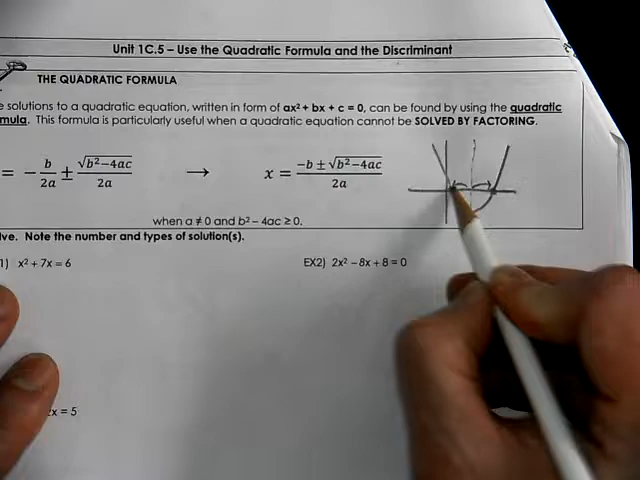 Unit 1C.5 – Use the Quadratic Formula and the Discriminant
THE QUADRATIC FORMULA
solutions to a quadratic equation, written in form of ax² + bx + c = 0, can be found by using the quadratic
This formula is particularly useful when a quadratic equation cannot be SOLVED BY FACTORING.
= − b/2a ± √b²−4ac/2a → x = −b ± √b²−4ac/2a
when a ≠ 0 and b² – 4ac ≥ 0.
Note the number and types of solution(s).
1) x² + 7x = 6 EX2) 2x² – 8x + 8 = 0
x = 5